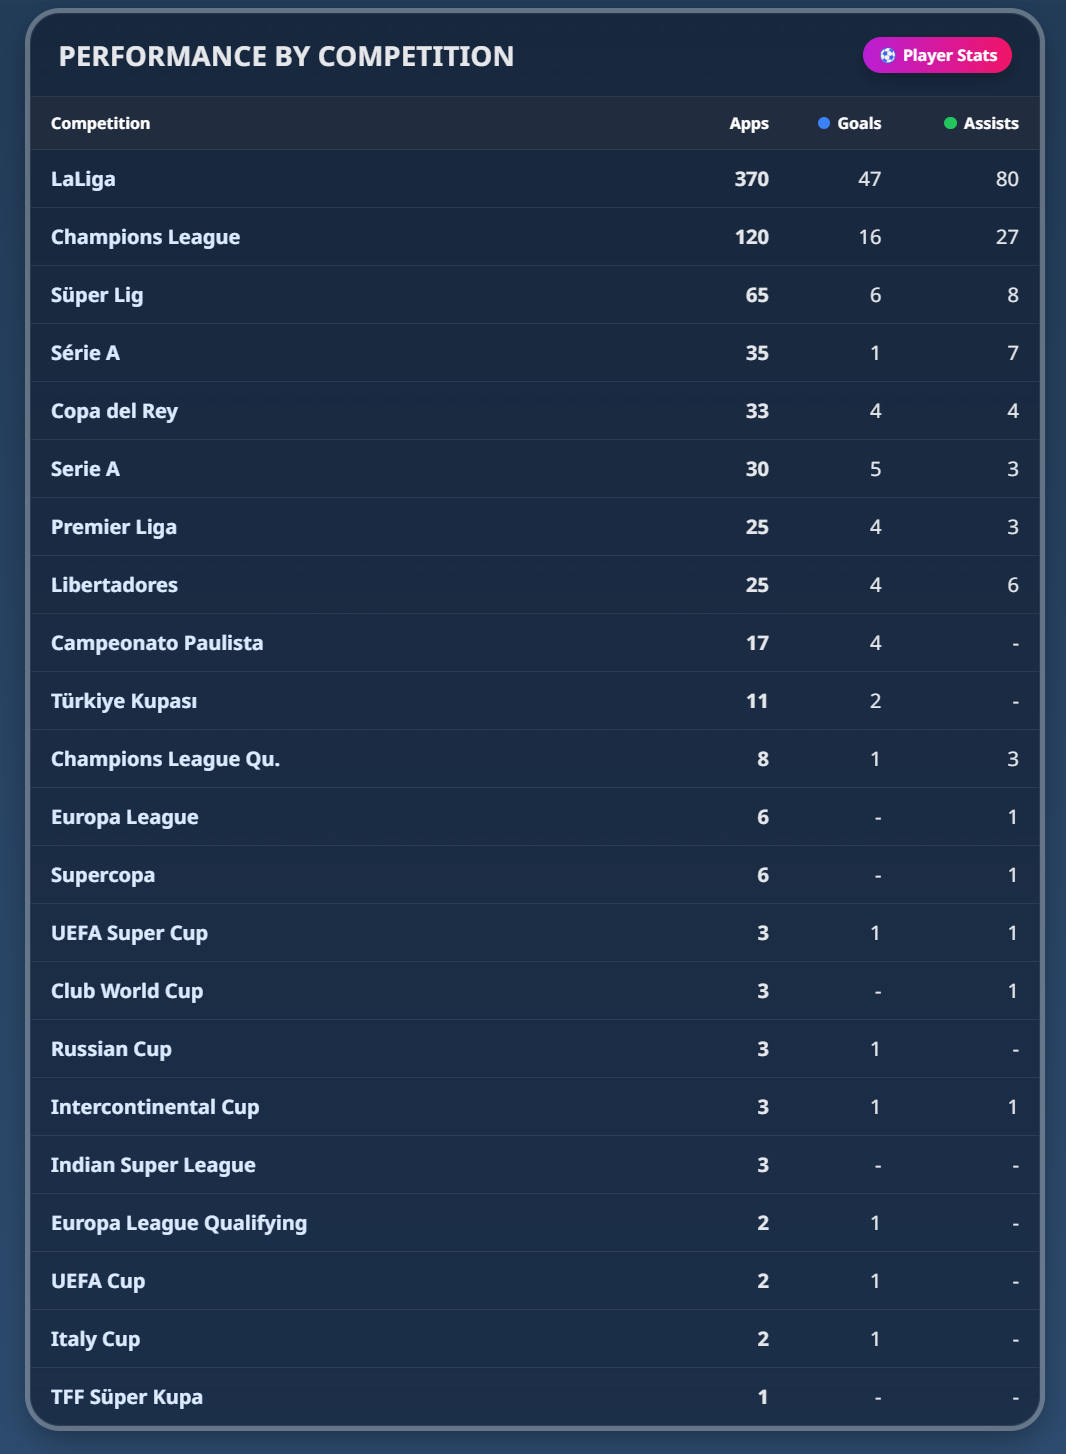 PERFORMANCE BY COMPETITION
Player Stats
Competition Apps Goals Assists
LaLiga 370 47 80
Champions League 120 16 27
Süper Lig 65 6 8
Série A 35 1 7
Copa del Rey 33 4 4
Serie A 30 5 3
Premier Liga 25 4 3
Libertadores 25 4 6
Campeonato Paulista 17 4 -
Türkiye Kupası 11 2 -
Champions League Qu. 8 1 3
Europa League 6 - 1
Supercopa 6 - 1
UEFA Super Cup 3 1 1
Club World Cup 3 - 1
Russian Cup 3 1 -
Intercontinental Cup 3 1 1
Indian Super League 3 - -
Europa League Qualifying 2 1 -
UEFA Cup 2 1 -
Italy Cup 2 1 -
TFF Süper Kupa 1 - -